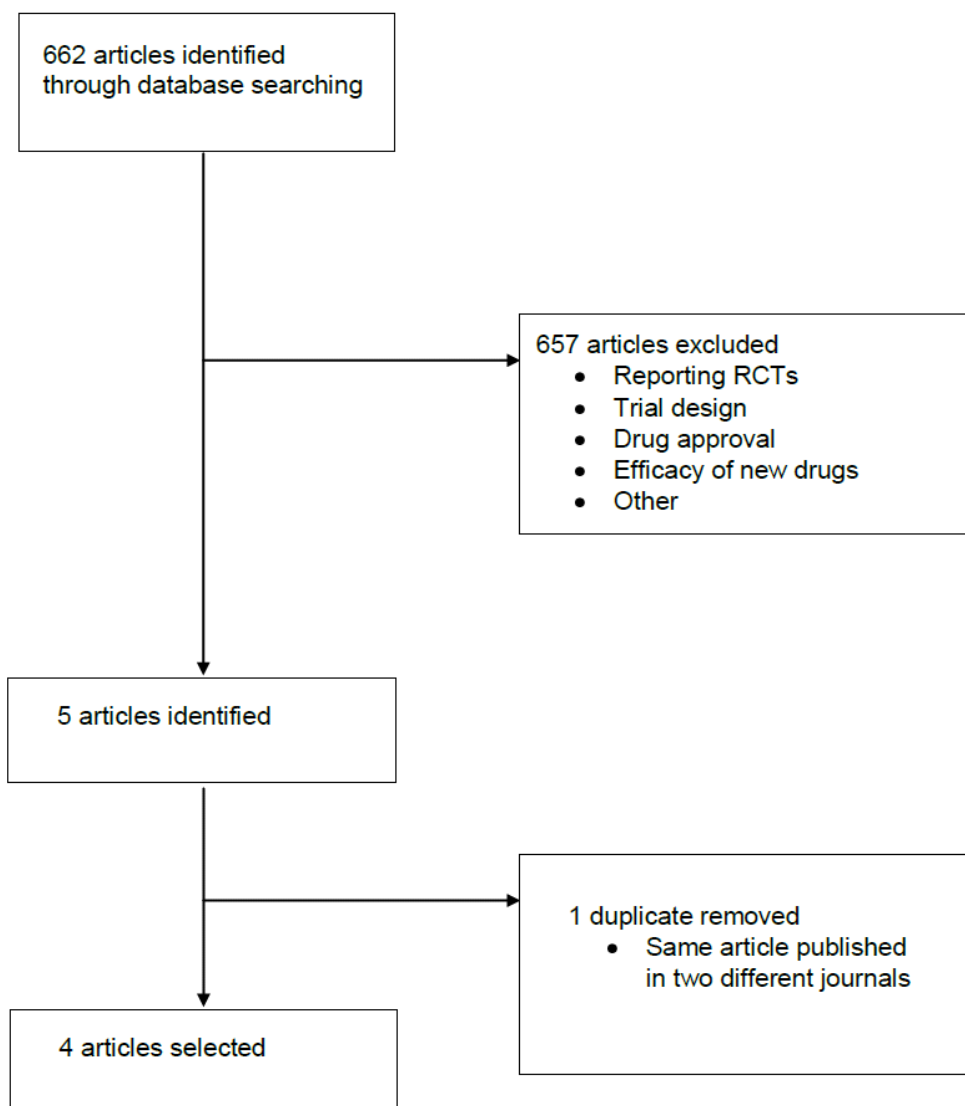 662 articles identified
through database searching
657 articles excluded
• Reporting RCTs
• Trial design
• Drug approval
• Efficacy of new drugs
• Other
5 articles identified
1 duplicate removed
• Same article published
in two different journals
4 articles selected